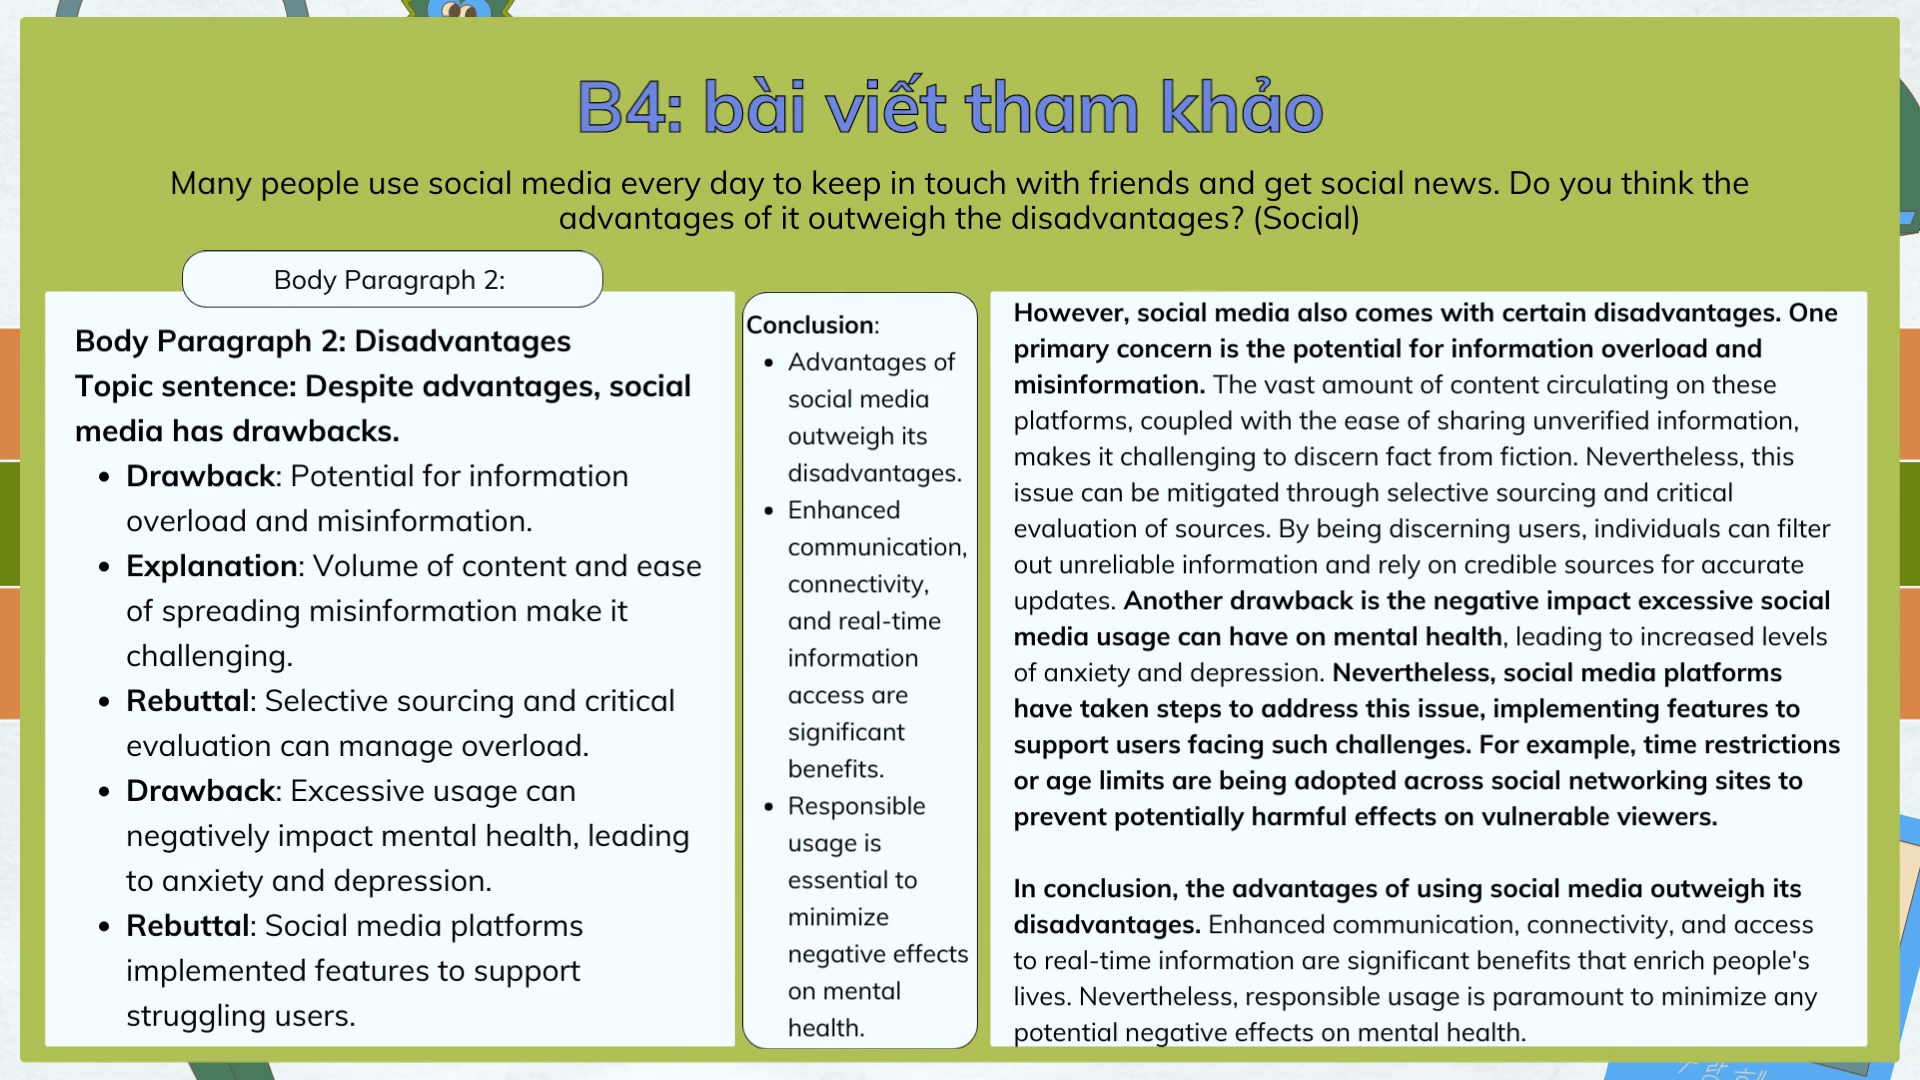 B4: bài viết tham khảo
Many people use social media every day to keep in touch with friends and get social news. Do you think the
advantages of it outweigh the disadvantages? (Social)
Body Paragraph 2:
Body Paragraph 2: Disadvantages
Topic sentence: Despite advantages, social
media has drawbacks.
• Drawback: Potential for information
overload and misinformation.
• Explanation: Volume of content and ease
of spreading misinformation make it
challenging.
• Rebuttal: Selective sourcing and critical
evaluation can manage overload.
• Drawback: Excessive usage can
negatively impact mental health, leading
to anxiety and depression.
• Rebuttal: Social media platforms
implemented features to support
struggling users.
Conclusion:
• Advantages of
social media
outweigh its
disadvantages.
• Enhanced
communication,
connectivity,
and real-time
information
access are
significant
benefits.
• Responsible
usage is
essential to
minimize
negative effects
on mental
health.
However, social media also comes with certain disadvantages. One
primary concern is the potential for information overload and
misinformation. The vast amount of content circulating on these
platforms, coupled with the ease of sharing unverified information,
makes it challenging to discern fact from fiction. Nevertheless, this
issue can be mitigated through selective sourcing and critical
evaluation of sources. By being discerning users, individuals can filter
out unreliable information and rely on credible sources for accurate
updates. Another drawback is the negative impact excessive social
media usage can have on mental health, leading to increased levels
of anxiety and depression. Nevertheless, social media platforms
have taken steps to address this issue, implementing features to
support users facing such challenges. For example, time restrictions
or age limits are being adopted across social networking sites to
prevent potentially harmful effects on vulnerable viewers.
In conclusion, the advantages of using social media outweigh its
disadvantages. Enhanced communication, connectivity, and access
to real-time information are significant benefits that enrich people's
lives. Nevertheless, responsible usage is paramount to minimize any
potential negative effects on mental health.